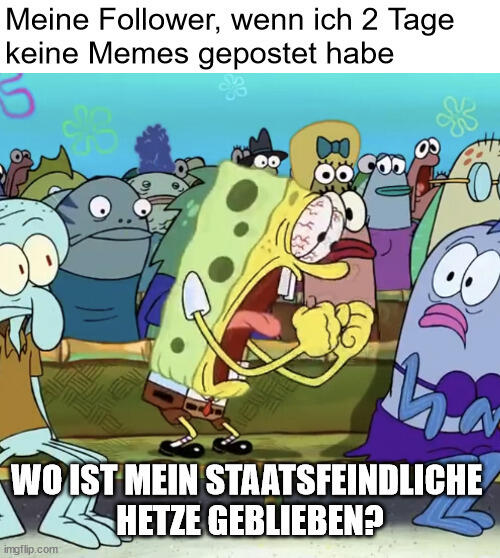 Meine Follower, wenn ich 2 Tage
keine Memes gepostet habe
WO IST MEIN STAATSFEINDLICHE
HETZE GEBLIEBEN?
imgflip.com